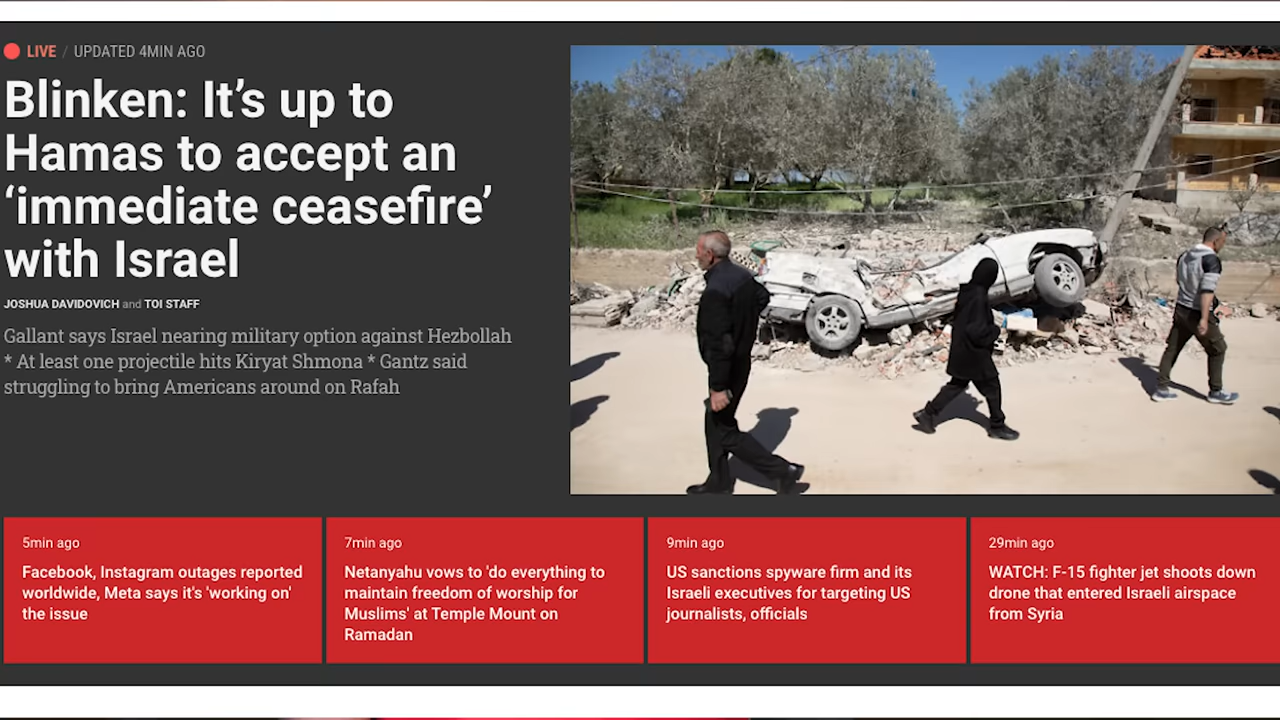 LIVE / UPDATED 4MIN AGO
Blinken: It’s up to
Hamas to accept an
‘immediate ceasefire’
with Israel
JOSHUA DAVIDOVICH and TOI STAFF
Gallant says Israel nearing military option against Hezbollah
* At least one projectile hits Kiryat Shmona * Gantz said
struggling to bring Americans around on Rafah
5min ago
Facebook, Instagram outages reported
worldwide, Meta says it's 'working on'
the issue
7min ago
Netanyahu vows to 'do everything to
maintain freedom of worship for
Muslims' at Temple Mount on
Ramadan
9min ago
US sanctions spyware firm and its
Israeli executives for targeting US
journalists, officials
29min ago
WATCH: F-15 fighter jet shoots down
drone that entered Israeli airspace
from Syria